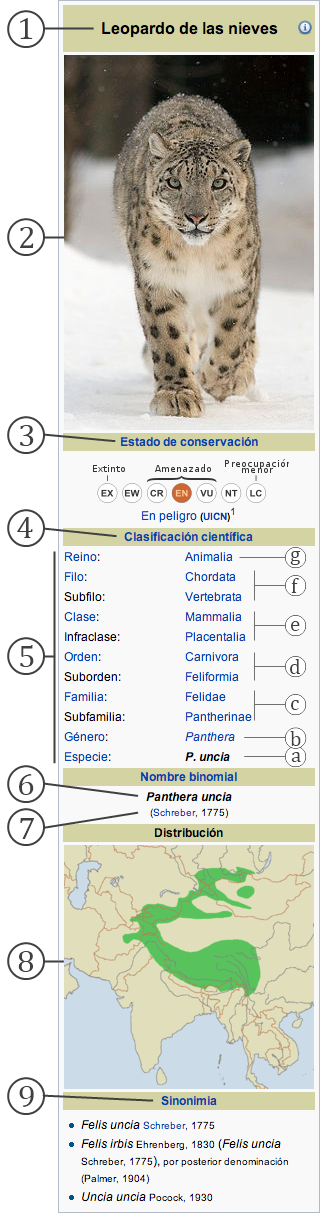 1 Leopardo de las nieves i
2
3 Estado de conservación
Extinto Amenazado Preocupación
menor
EX EW CR EN VU NT LC
En peligro (UICN)1
4 Clasificación científica
5
Reino: Animalia g
Filo: Chordata f
Subfilo: Vertebrata
Clase: Mammalia e
Infraclase: Placentalia
Orden: Carnivora d
Suborden: Feliformia
Familia: Felidae c
Subfamilia: Pantherinae
Género: Panthera b
Especie: P. uncia a
Nombre binomial
6 Panthera uncia
7 (Schreber, 1775)
Distribución
8
9 Sinonimia
Felis uncia Schreber, 1775
Felis irbis Ehrenberg, 1830 (Felis uncia
Schreber, 1775), por posterior denominación
(Palmer, 1904)
Uncia uncia Pocock, 1930